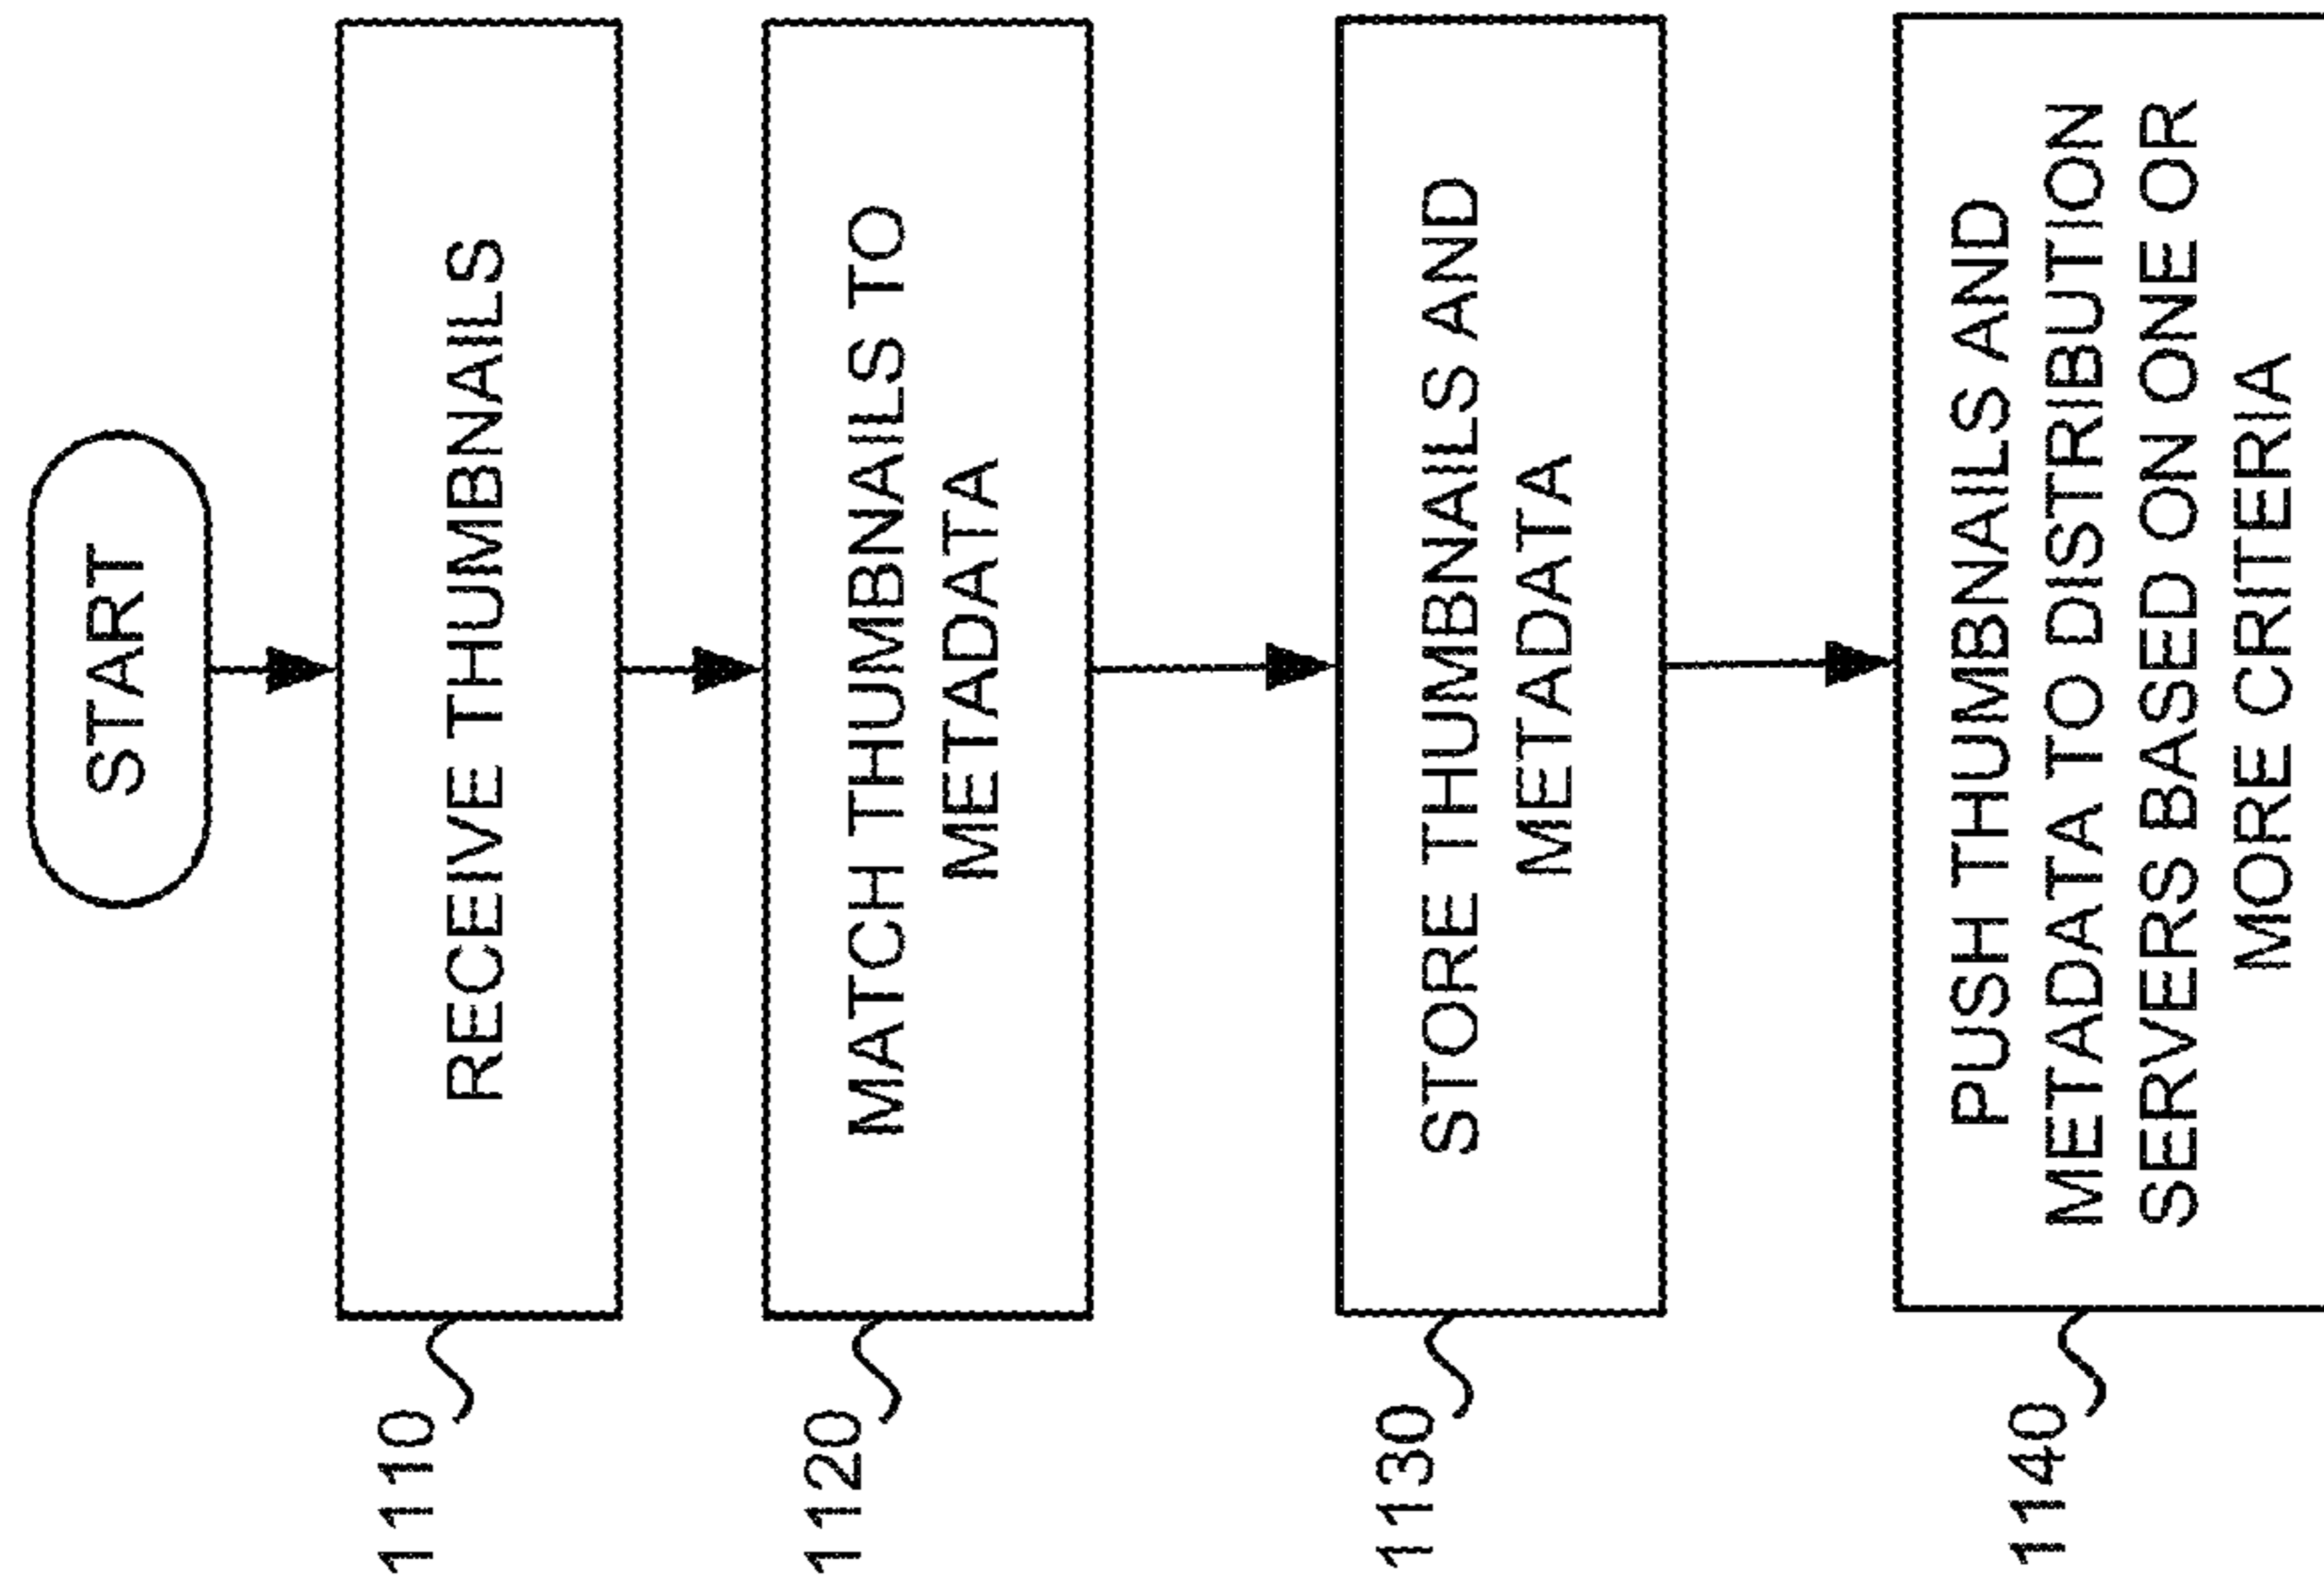 START
1110
RECEIVE THUMBNAILS
1120
MATCH THUMBNAILS TO
METADATA
1130
STORE THUMBNAILS AND
METADATA
1140
PUSH THUMBNAILS AND
METADATA TO DISTRIBUTION
SERVERS BASED ON ONE OR
MORE CRITERIA